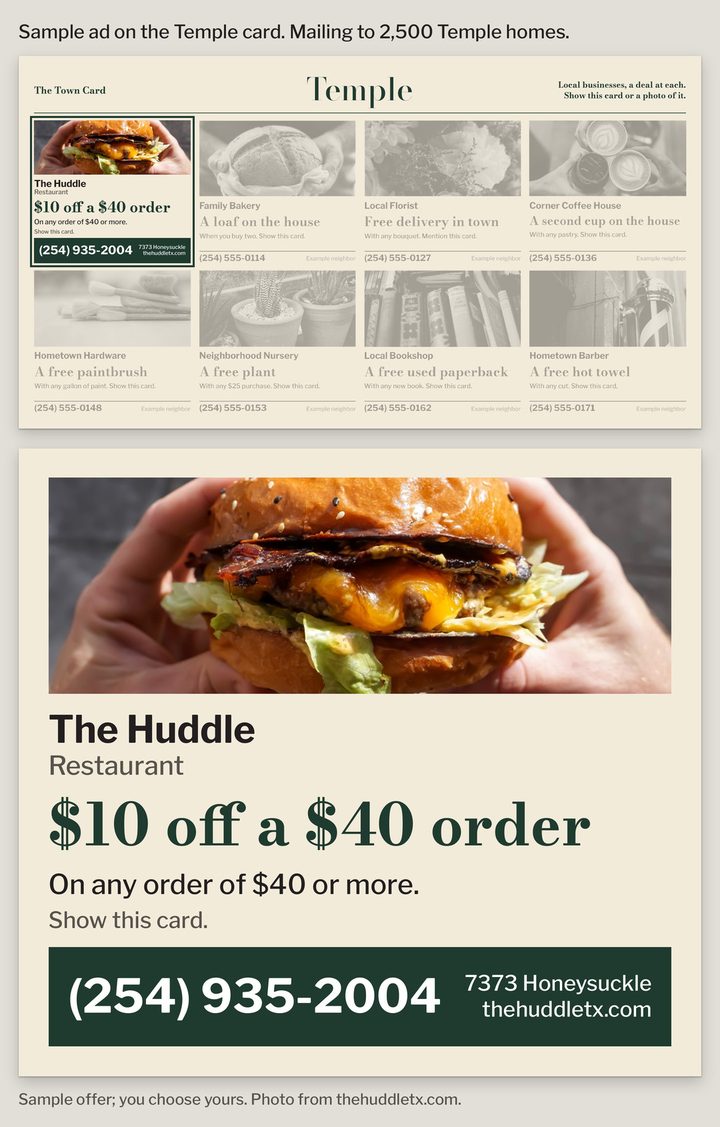 Sample ad on the Temple card. Mailing to 2,500 Temple homes.
The Town Card
Temple
Local businesses, a deal at each.
Show this card or a photo of it.
The Huddle
Restaurant
$10 off a $40 order
On any order of $40 or more.
Show this card.
(254) 935-2004
7373 Honeysuckle
thehuddletx.com
Family Bakery
A loaf on the house
When you buy two. Show this card.
(254) 555-0114
Example neighbor
Local Florist
Free delivery in town
With any bouquet. Mention this card.
(254) 555-0127
Example neighbor
Corner Coffee House
A second cup on the house
With any pastry. Show this card.
(254) 555-0136
Example neighbor
Hometown Hardware
A free paintbrush
With any gallon of paint. Show this card.
(254) 555-0148
Example neighbor
Neighborhood Nursery
A free plant
With any $25 purchase. Show this card.
(254) 555-0153
Example neighbor
Local Bookshop
A free used paperback
With any new book. Show this card.
(254) 555-0162
Example neighbor
Hometown Barber
A free hot towel
With any cut. Show this card.
(254) 555-0171
Example neighbor
The Huddle
Restaurant
$10 off a $40 order
On any order of $40 or more.
Show this card.
(254) 935-2004
7373 Honeysuckle
thehuddletx.com
Sample offer; you choose yours. Photo from thehuddletx.com.